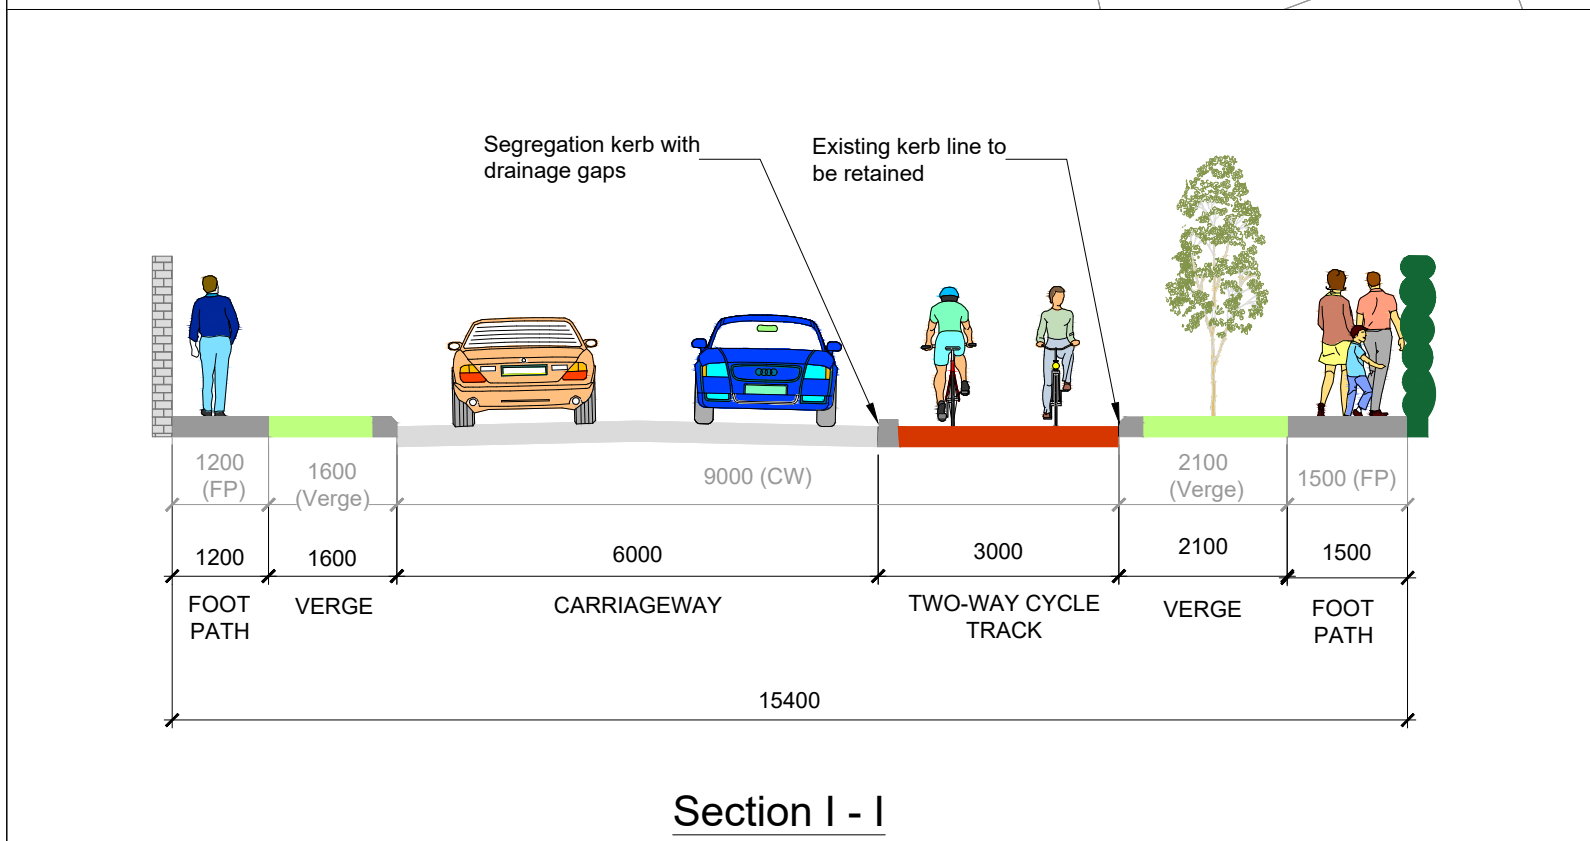 Segregation kerb with
drainage gaps
Existing kerb line to
be retained
1200
(FP)
1600
(Verge)
9000 (CW)
2100
(Verge)
1500 (FP)
1200
1600
6000
3000
2100
1500
FOOT
PATH
VERGE
CARRIAGEWAY
TWO-WAY CYCLE
TRACK
VERGE
FOOT
PATH
15400
Section I - I